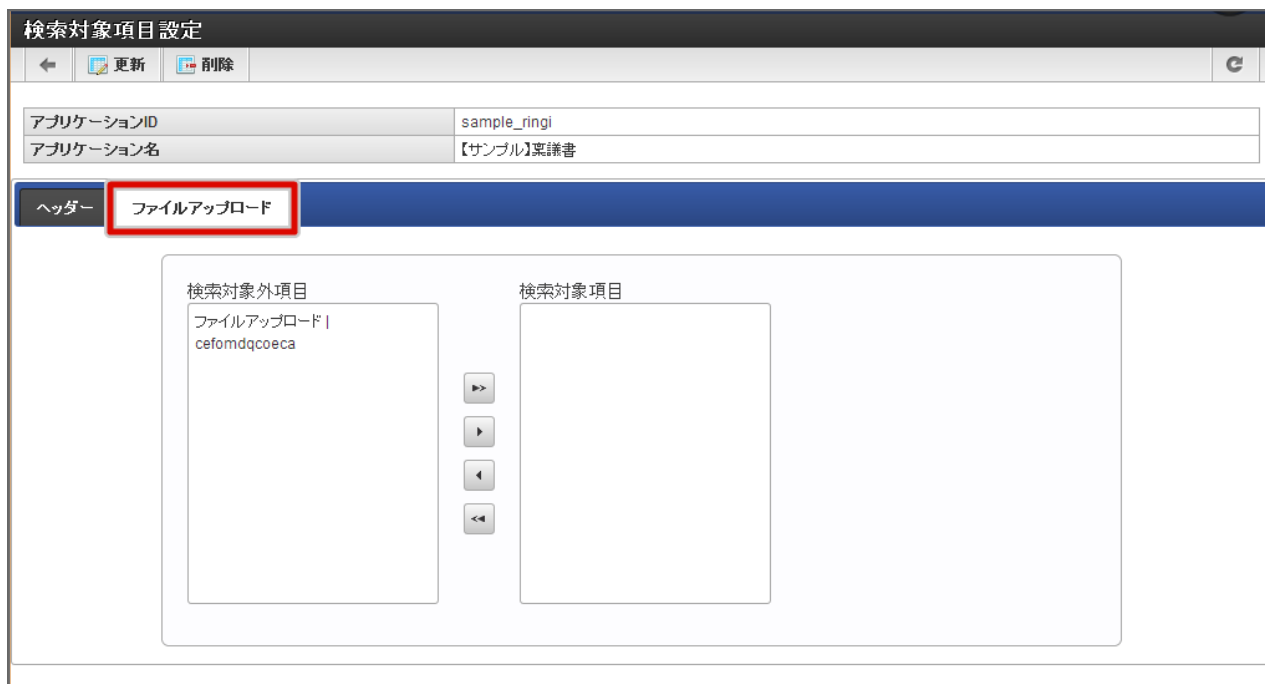 検索対象項目設定
更新 削除
アプリケーションID sample_ringi
アプリケーション名 【サンプル】稟議書
ヘッダー ファイルアップロード
検索対象外項目 検索対象項目
ファイルアップロード |
cefomdqcoeca